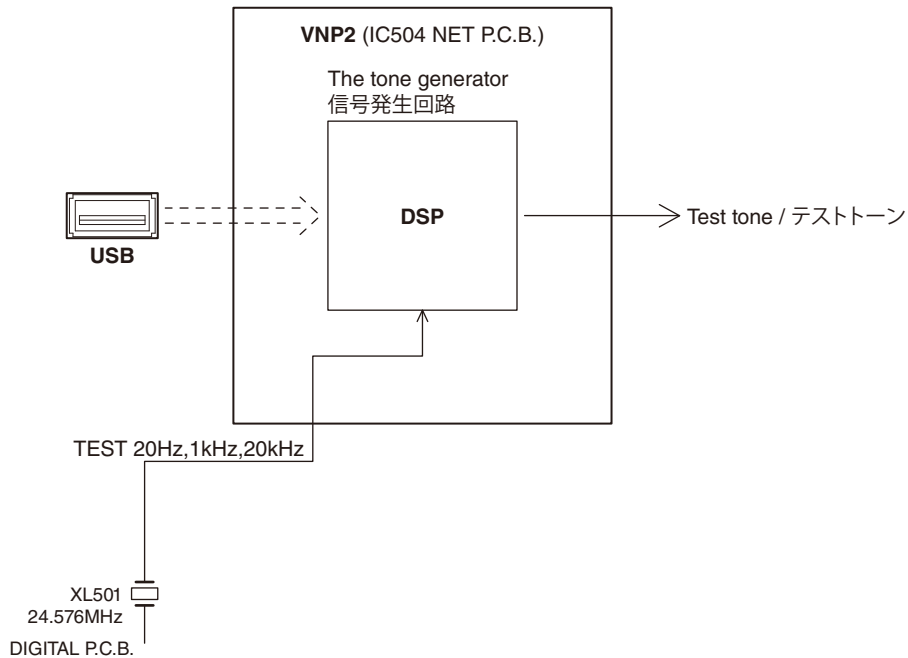 VNP2 (IC504 NET P.C.B.)
The tone generator
信号発生回路
DSP
USB
Test tone / テストトーン
TEST 20Hz,1kHz,20kHz
XL501
24.576MHz
DIGITAL P.C.B.